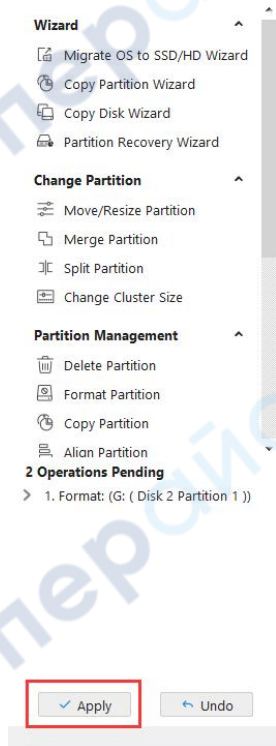 Wizard
Migrate OS to SSD/HD Wizard
Copy Partition Wizard
Copy Disk Wizard
Partition Recovery Wizard
Change Partition
Move/Resize Partition
Merge Partition
Split Partition
Change Cluster Size
Partition Management
Delete Partition
Format Partition
Copy Partition
Align Partition
2 Operations Pending
1. Format: (G: ( Disk 2 Partition 1 ))
Apply Undo